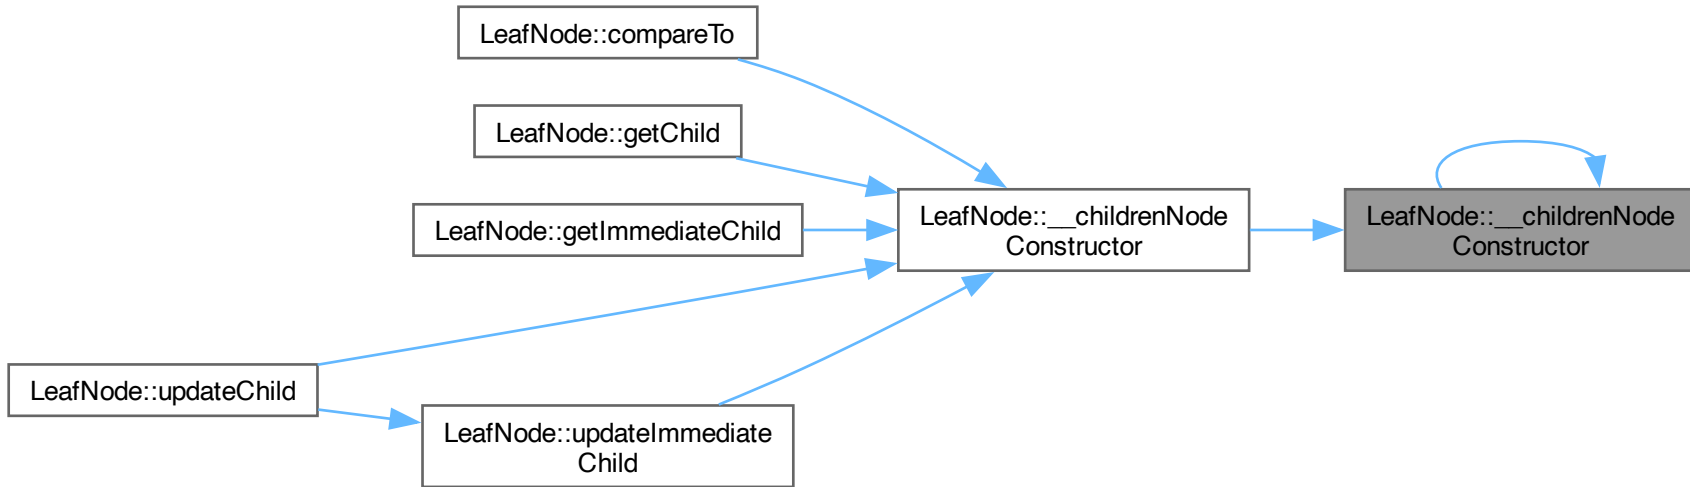 LeafNode::compareTo
LeafNode::getChild
LeafNode::getImmediateChild
LeafNode::__childrenNode
Constructor
LeafNode::__childrenNode
Constructor
LeafNode::updateChild
LeafNode::updateImmediate
Child